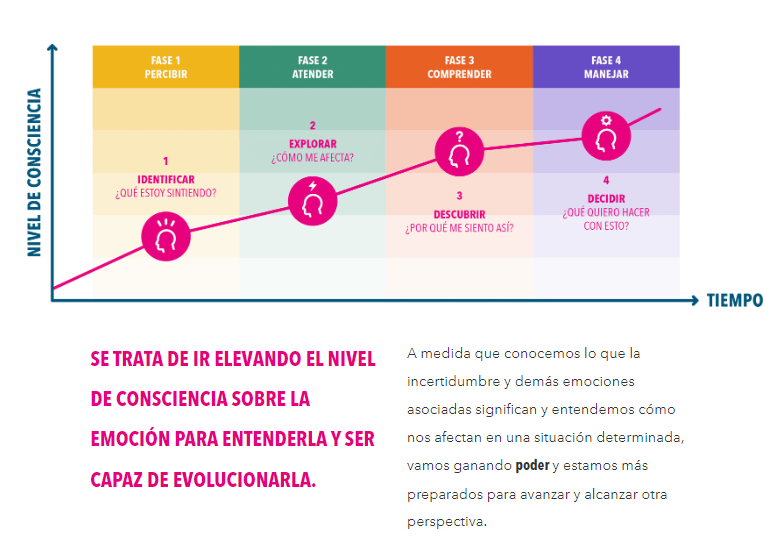 NIVEL DE CONSCIENCIA
FASE 1
PERCIBIR
FASE 2
ATENDER
FASE 3
COMPRENDER
FASE 4
MANEJAR
1
IDENTIFICAR
¿QUÉ ESTOY SINTIENDO?
2
EXPLORAR
¿CÓMO ME AFECTA?
?
3
DESCUBRIR
¿POR QUÉ ME SIENTO ASÍ?
4
DECIDIR
¿QUÉ QUIERO HACER
CON ESTO?
TIEMPO
SE TRATA DE IR ELEVANDO EL NIVEL
DE CONSCIENCIA SOBRE LA
EMOCIÓN PARA ENTENDERLA Y SER
CAPAZ DE EVOLUCIONARLA.
A medida que conocemos lo que la
incertidumbre y demás emociones
asociadas significan y entendemos cómo
nos afectan en una situación determinada,
vamos ganando poder y estamos más
preparados para avanzar y alcanzar otra
perspectiva.